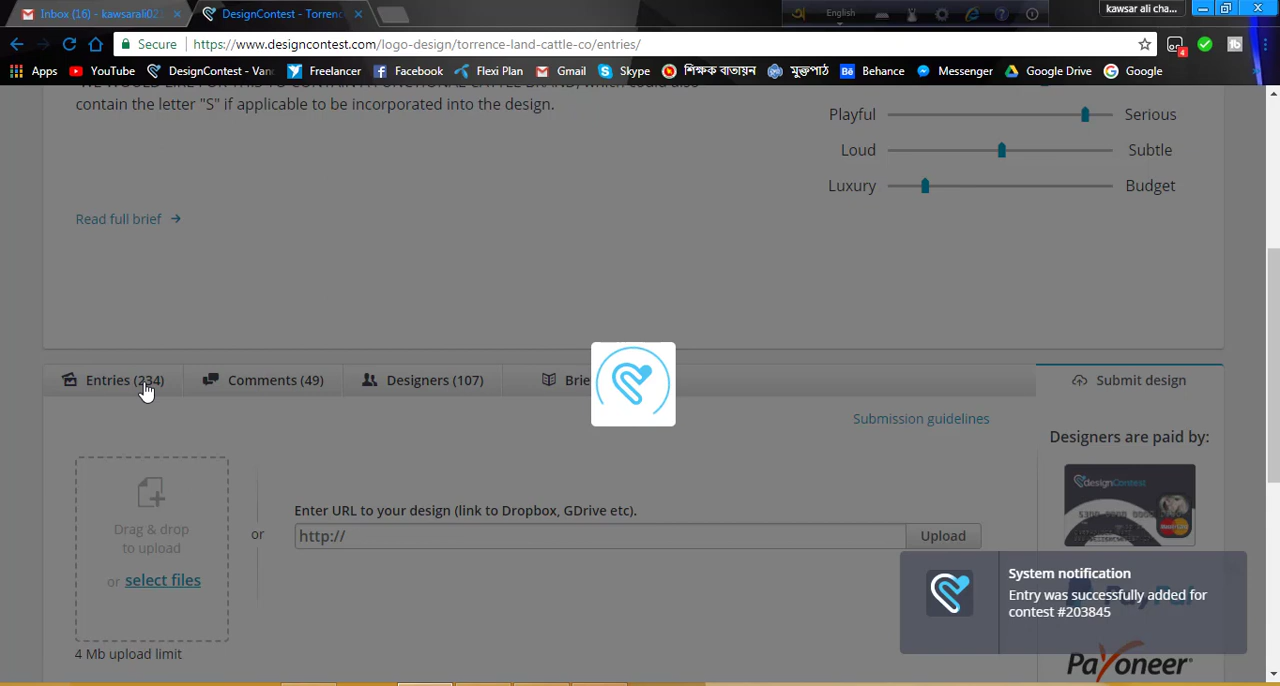 Inbox (16) - kawsarali02
DesignContest - Torrenc
English
kawsar ali cha...
Secure
https://www.designcontest.com/logo-design/torrence-land-cattle-co/entries/
4
Apps
YouTube
DesignContest - Van
Freelancer
Facebook
Flexi Plan
Gmail
Skype
শিক্ষক বাতায়ন
মুক্তপাঠ
Behance
Messenger
Google Drive
Google
contain the letter "S" if applicable to be incorporated into the design.
Playful
Serious
Loud
Subtle
Luxury
Budget
Read full brief →
Entries (234)
Comments (49)
Designers (107)
Brie
Submit design
Submission guidelines
Designers are paid by:
designContest
MasterCard
Drag & drop
to upload
or select files
4 Mb upload limit
or
Enter URL to your design (link to Dropbox, GDrive etc).
http://
Upload
System notification
Entry was successfully added for
contest #203845
PayPal
Payoneer